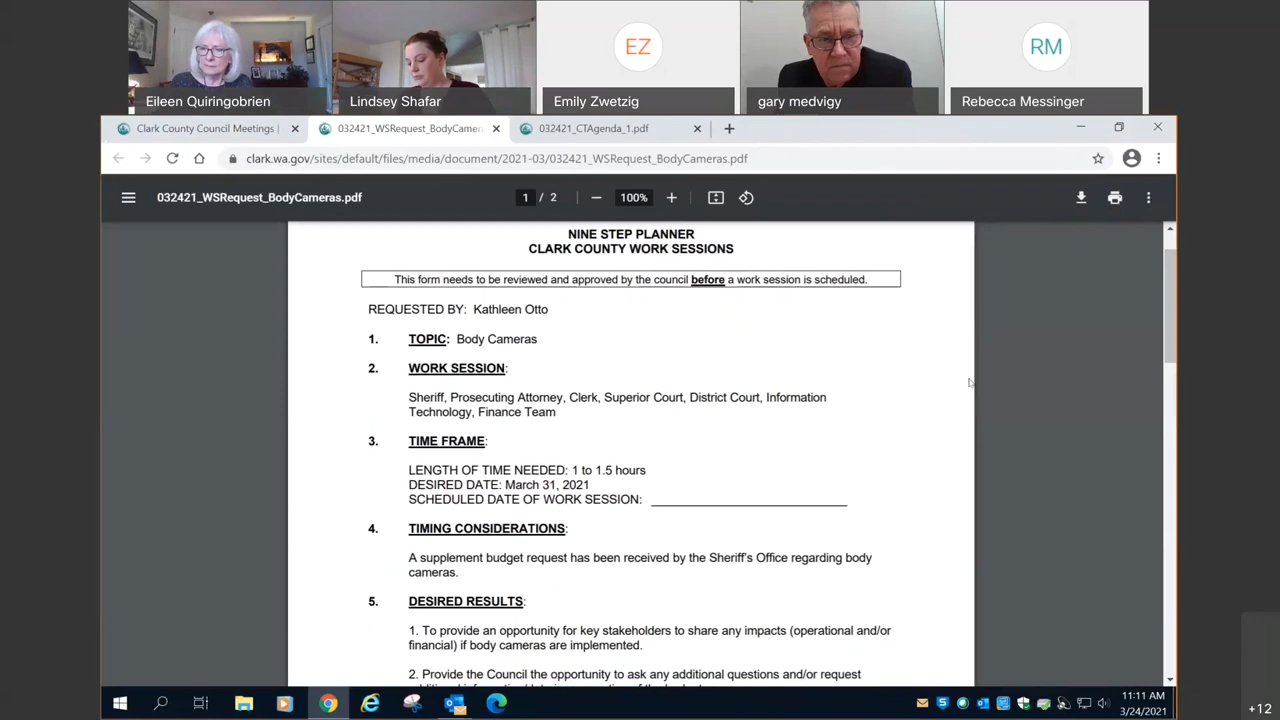 EZ
RM
Eileen Quiringobrien
Lindsey Shafar
Emily Zwetzig
gary medvigy
Rebecca Messinger
Clark County Council Meetings |
032421_WSRequest_BodyCamera
032421_CTAgenda_1.pdf
clark.wa.gov/sites/default/files/media/document/2021-03/032421_WSRequest_BodyCameras.pdf
032421_WSRequest_BodyCameras.pdf
1 / 2
100%
NINE STEP PLANNER
CLARK COUNTY WORK SESSIONS
This form needs to be reviewed and approved by the council before a work session is scheduled.
REQUESTED BY: Kathleen Otto
1. TOPIC: Body Cameras
2. WORK SESSION:
Sheriff, Prosecuting Attorney, Clerk, Superior Court, District Court, Information
Technology, Finance Team
3. TIME FRAME:
LENGTH OF TIME NEEDED: 1 to 1.5 hours
DESIRED DATE: March 31, 2021
SCHEDULED DATE OF WORK SESSION:
4. TIMING CONSIDERATIONS:
A supplement budget request has been received by the Sheriff's Office regarding body
cameras.
5. DESIRED RESULTS:
1. To provide an opportunity for key stakeholders to share any impacts (operational and/or
financial) if body cameras are implemented.
2. Provide the Council the opportunity to ask any additional questions and/or request
11:11 AM
3/24/2021
+12